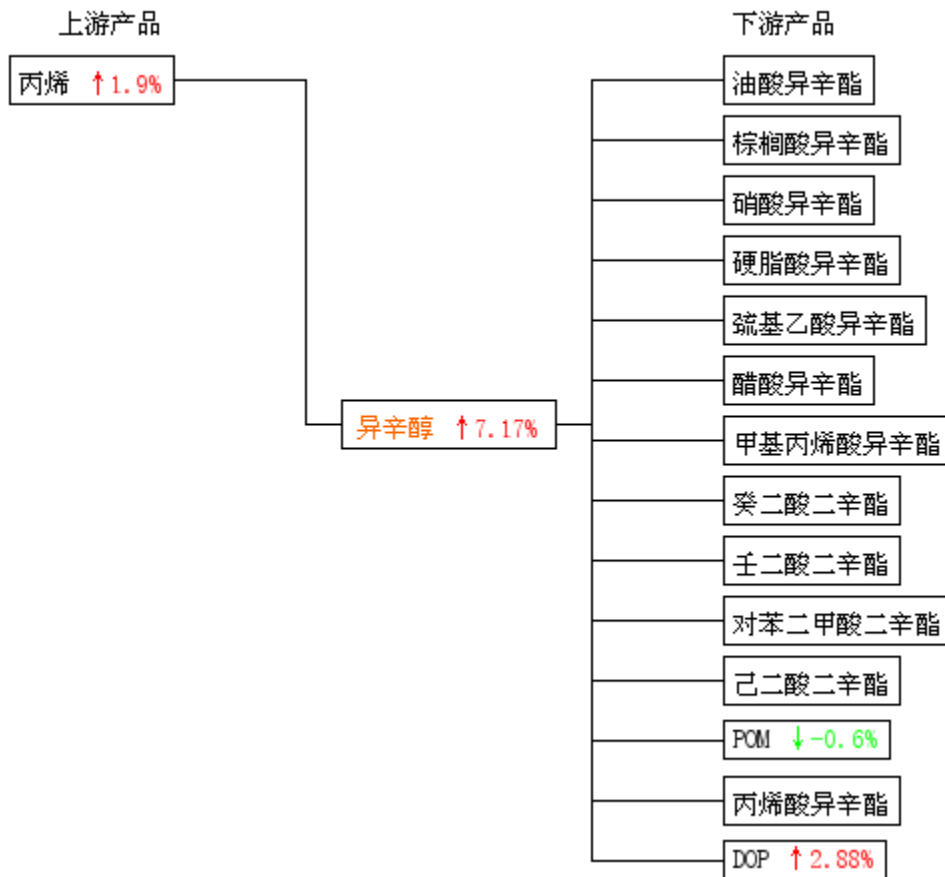 上游产品
下游产品
丙烯 ↑1.9%
异辛醇 ↑7.17%
油酸异辛酯
棕榈酸异辛酯
硝酸异辛酯
硬脂酸异辛酯
巯基乙酸异辛酯
醋酸异辛酯
甲基丙烯酸异辛酯
癸二酸二辛酯
壬二酸二辛酯
对苯二甲酸二辛酯
己二酸二辛酯
POM ↓-0.6%
丙烯酸异辛酯
DOP ↑2.88%